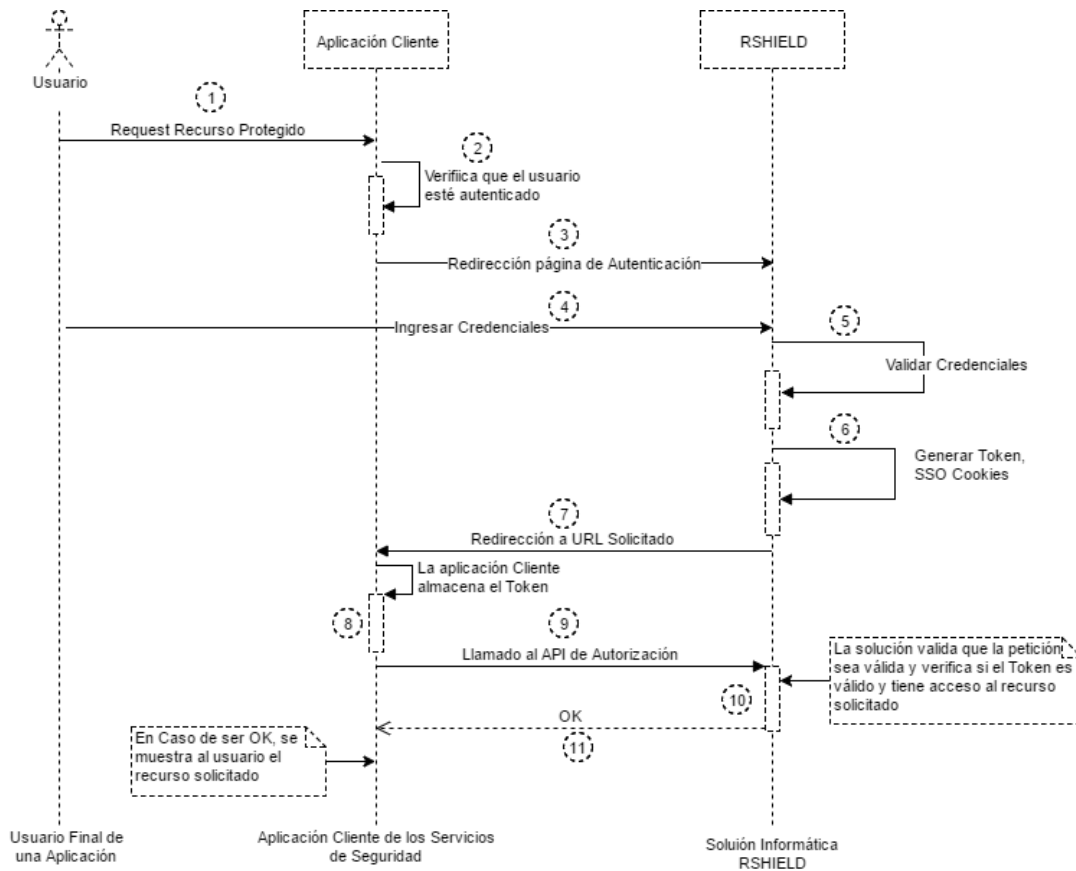 Usuario
Aplicación Cliente
RSHIELD
1
Request Recurso Protegido
2
Verifiica que el usuario
esté autenticado
3
Redirección página de Autenticación
4
Ingresar Credenciales
5
Validar Credenciales
6
Generar Token,
SSO Cookies
7
Redirección a URL Solicitado
La aplicación Cliente
almacena el Token
8
9
Llamado al API de Autorización
La solución valida que la petición
sea válida y verifica si el Token es
válido y tiene acceso al recurso
solicitado
10
OK
11
En Caso de ser OK, se
muestra al usuario el
recurso solicitado
Usuario Final de
una Aplicación
Aplicación Cliente de los Servicios
de Seguridad
Soluión Informática
RSHIELD